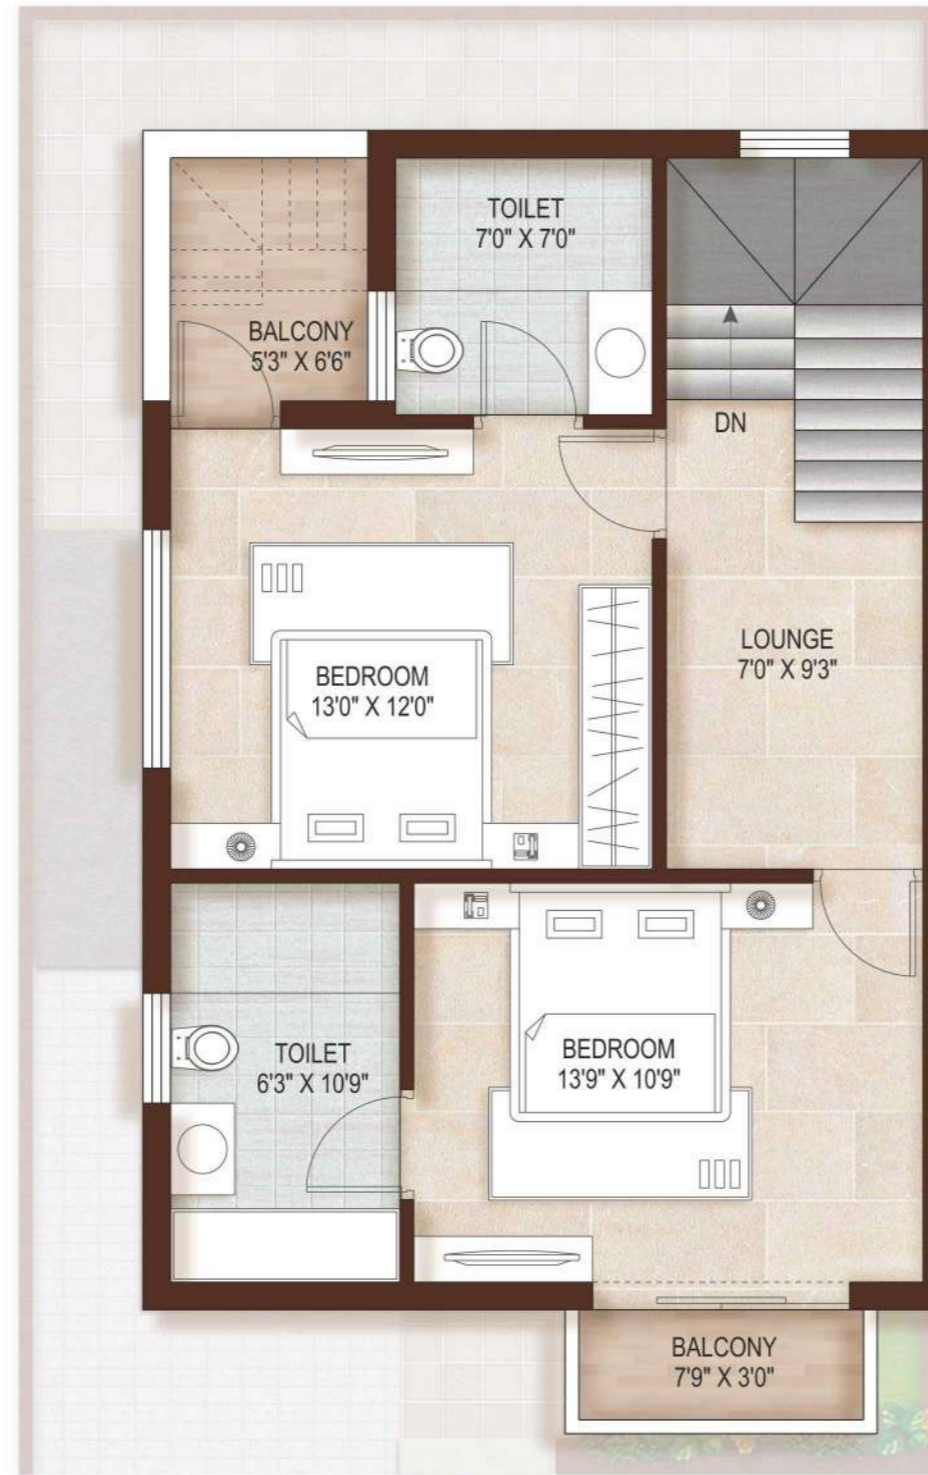 TOILET
7'0" X 7'0"
BALCONY
5'3" X 6'6"
DN
LOUNGE
7'0" X 9'3"
BEDROOM
13'0" X 12'0"
TOILET
6'3" X 10'9"
BEDROOM
13'9" X 10'9"
BALCONY
7'9" X 3'0"